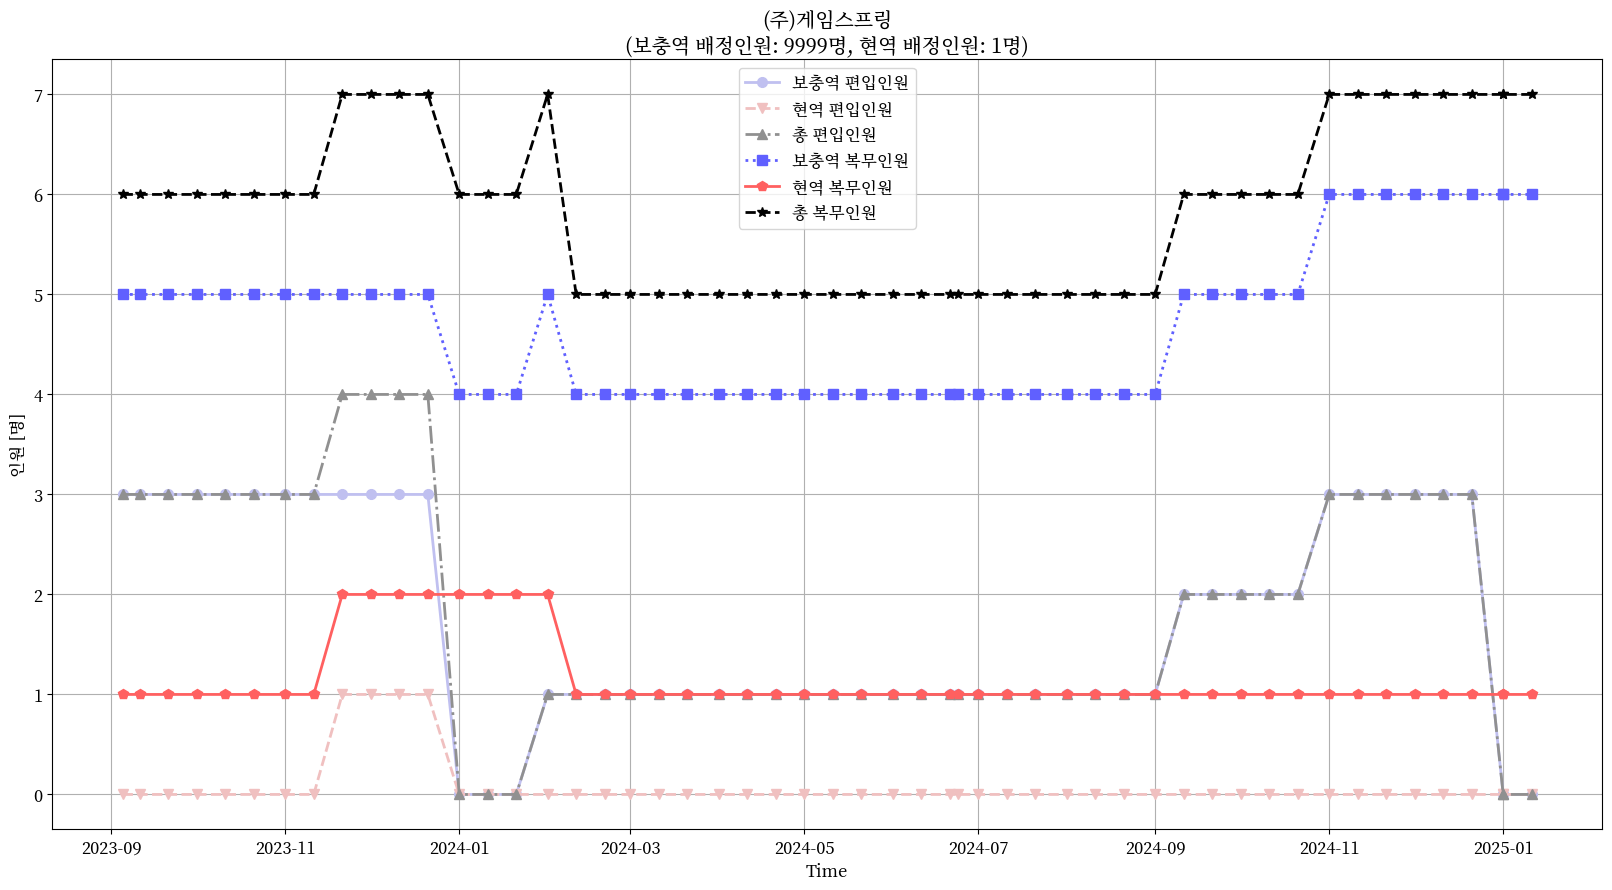 (주)게임스프링
(보충역 배정인원: 9999명, 현역 배정인원: 1명)
보충역 편입인원
현역 편입인원
총 편입인원
보충역 복무인원
현역 복무인원
총 복무인원
인원 [명]
7
6
5
4
3
2
1
0
2023-09 2023-11 2024-01 2024-03 2024-05 2024-07 2024-09 2024-11 2025-01
Time